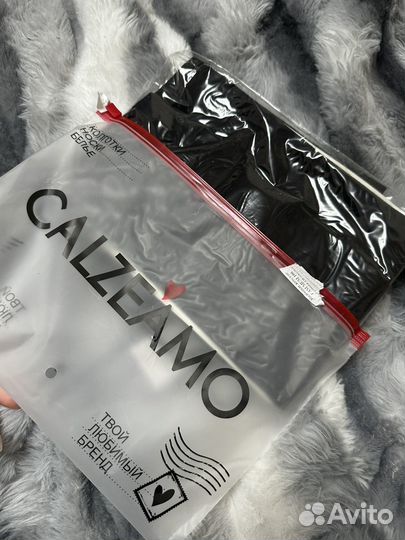 КОЛГОТКИ
НОСКИ
БЕЛЬЕ
CALZEAMO
ТВОЙ
ЛЮБИМЫЙ
БРЕНД
Avito